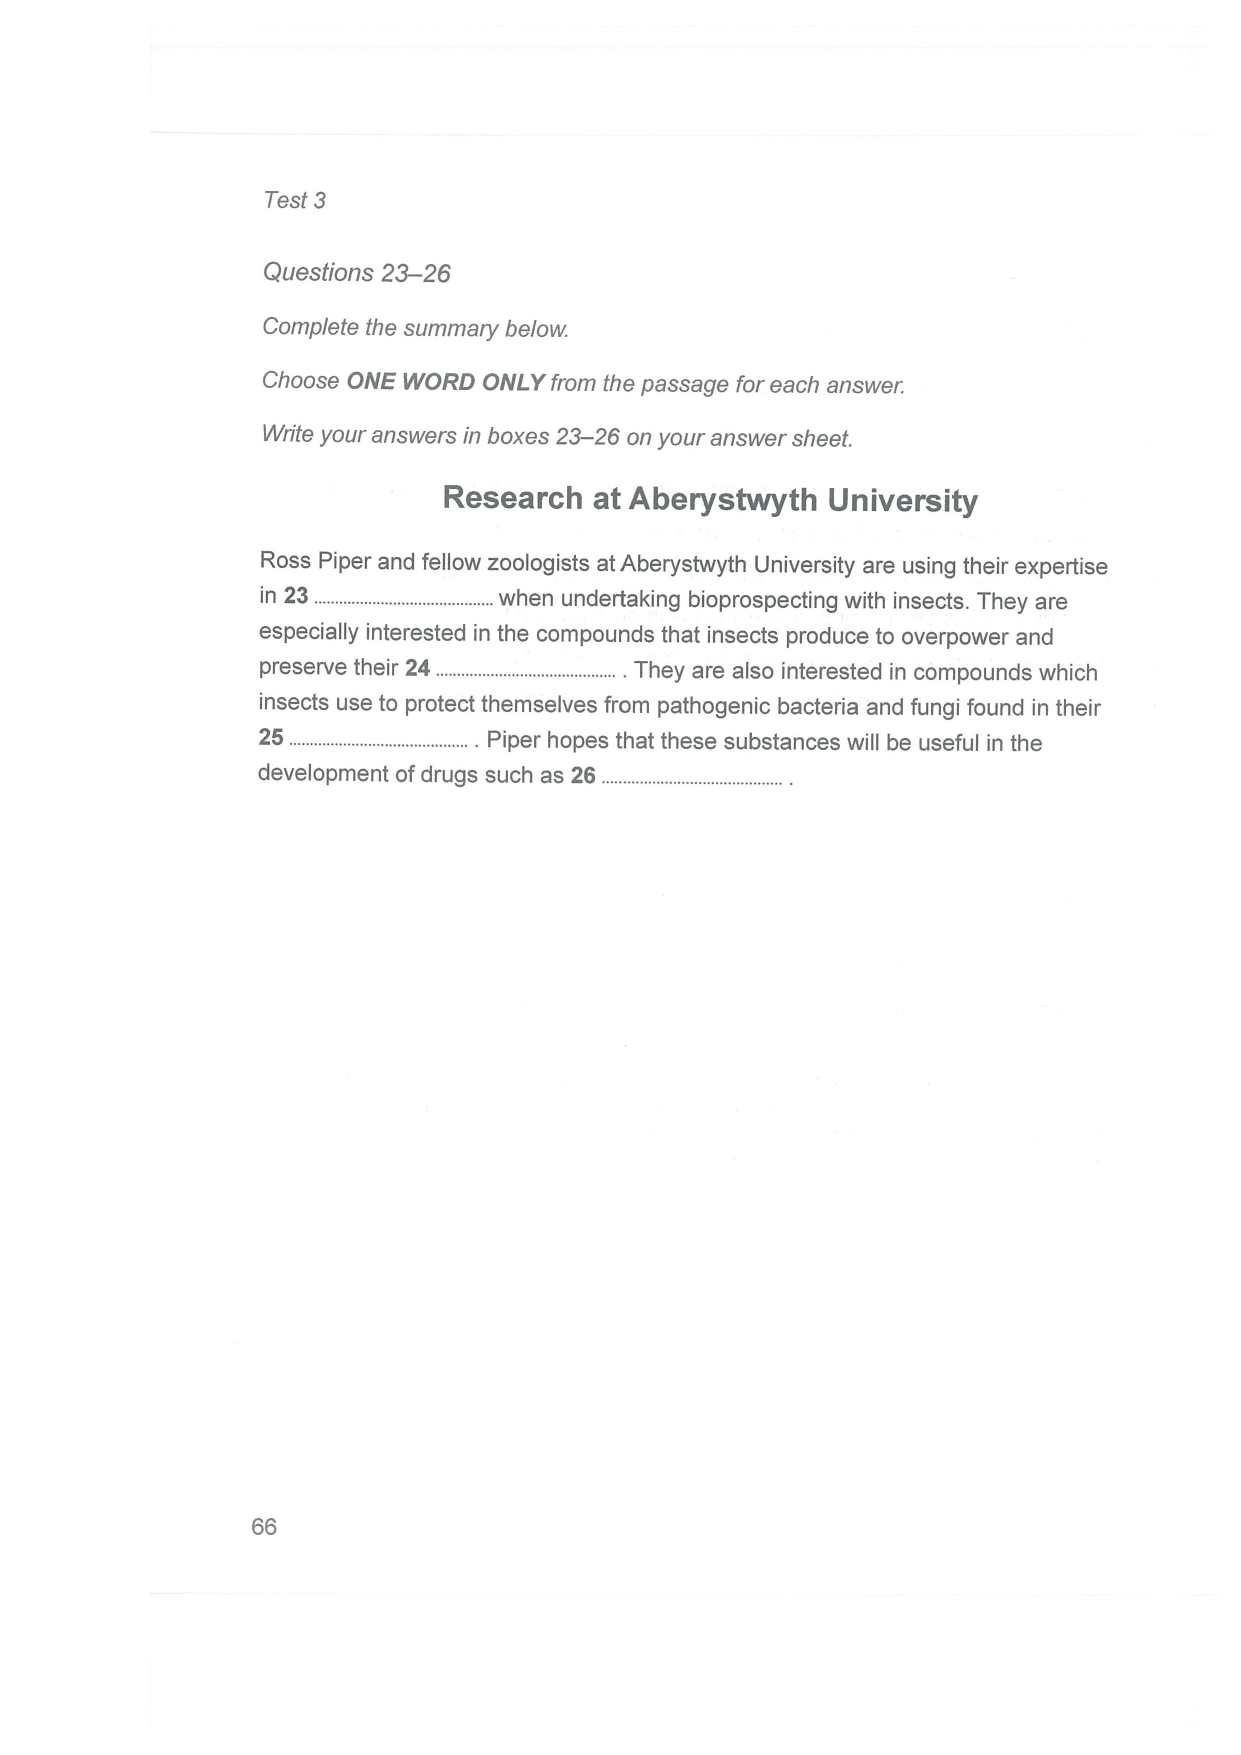 Test 3
Questions 23–26
Complete the summary below.
Choose ONE WORD ONLY from the passage for each answer.
Write your answers in boxes 23–26 on your answer sheet.
Research at Aberystwyth University
Ross Piper and fellow zoologists at Aberystwyth University are using their expertise
in 23 ........................................ when undertaking bioprospecting with insects. They are
especially interested in the compounds that insects produce to overpower and
preserve their 24 ........................................ . They are also interested in compounds which
insects use to protect themselves from pathogenic bacteria and fungi found in their
25 ........................................ . Piper hopes that these substances will be useful in the
development of drugs such as 26 ........................................ .
66